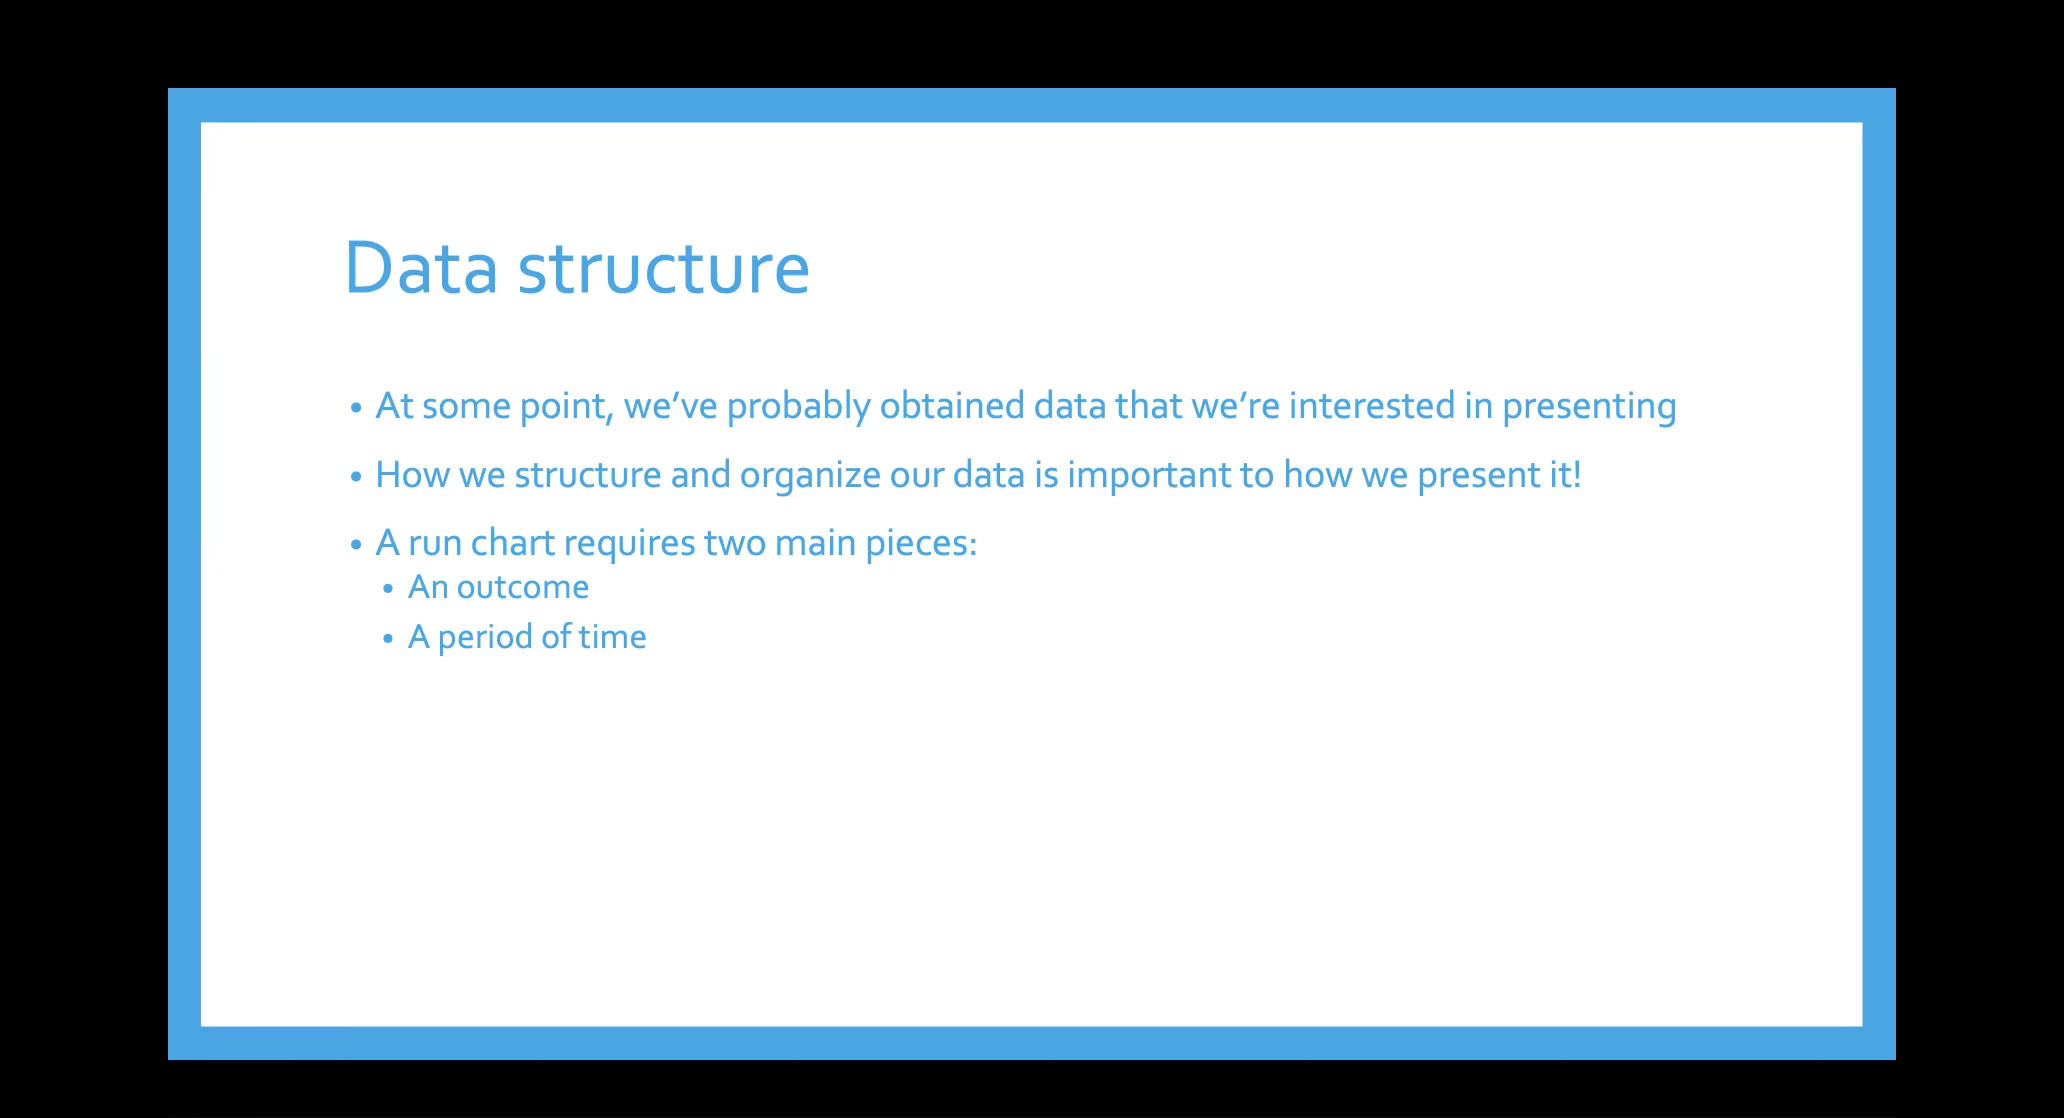 Data structure
• At some point, we’ve probably obtained data that we’re interested in presenting
• How we structure and organize our data is important to how we present it!
• A run chart requires two main pieces:
• An outcome
• A period of time